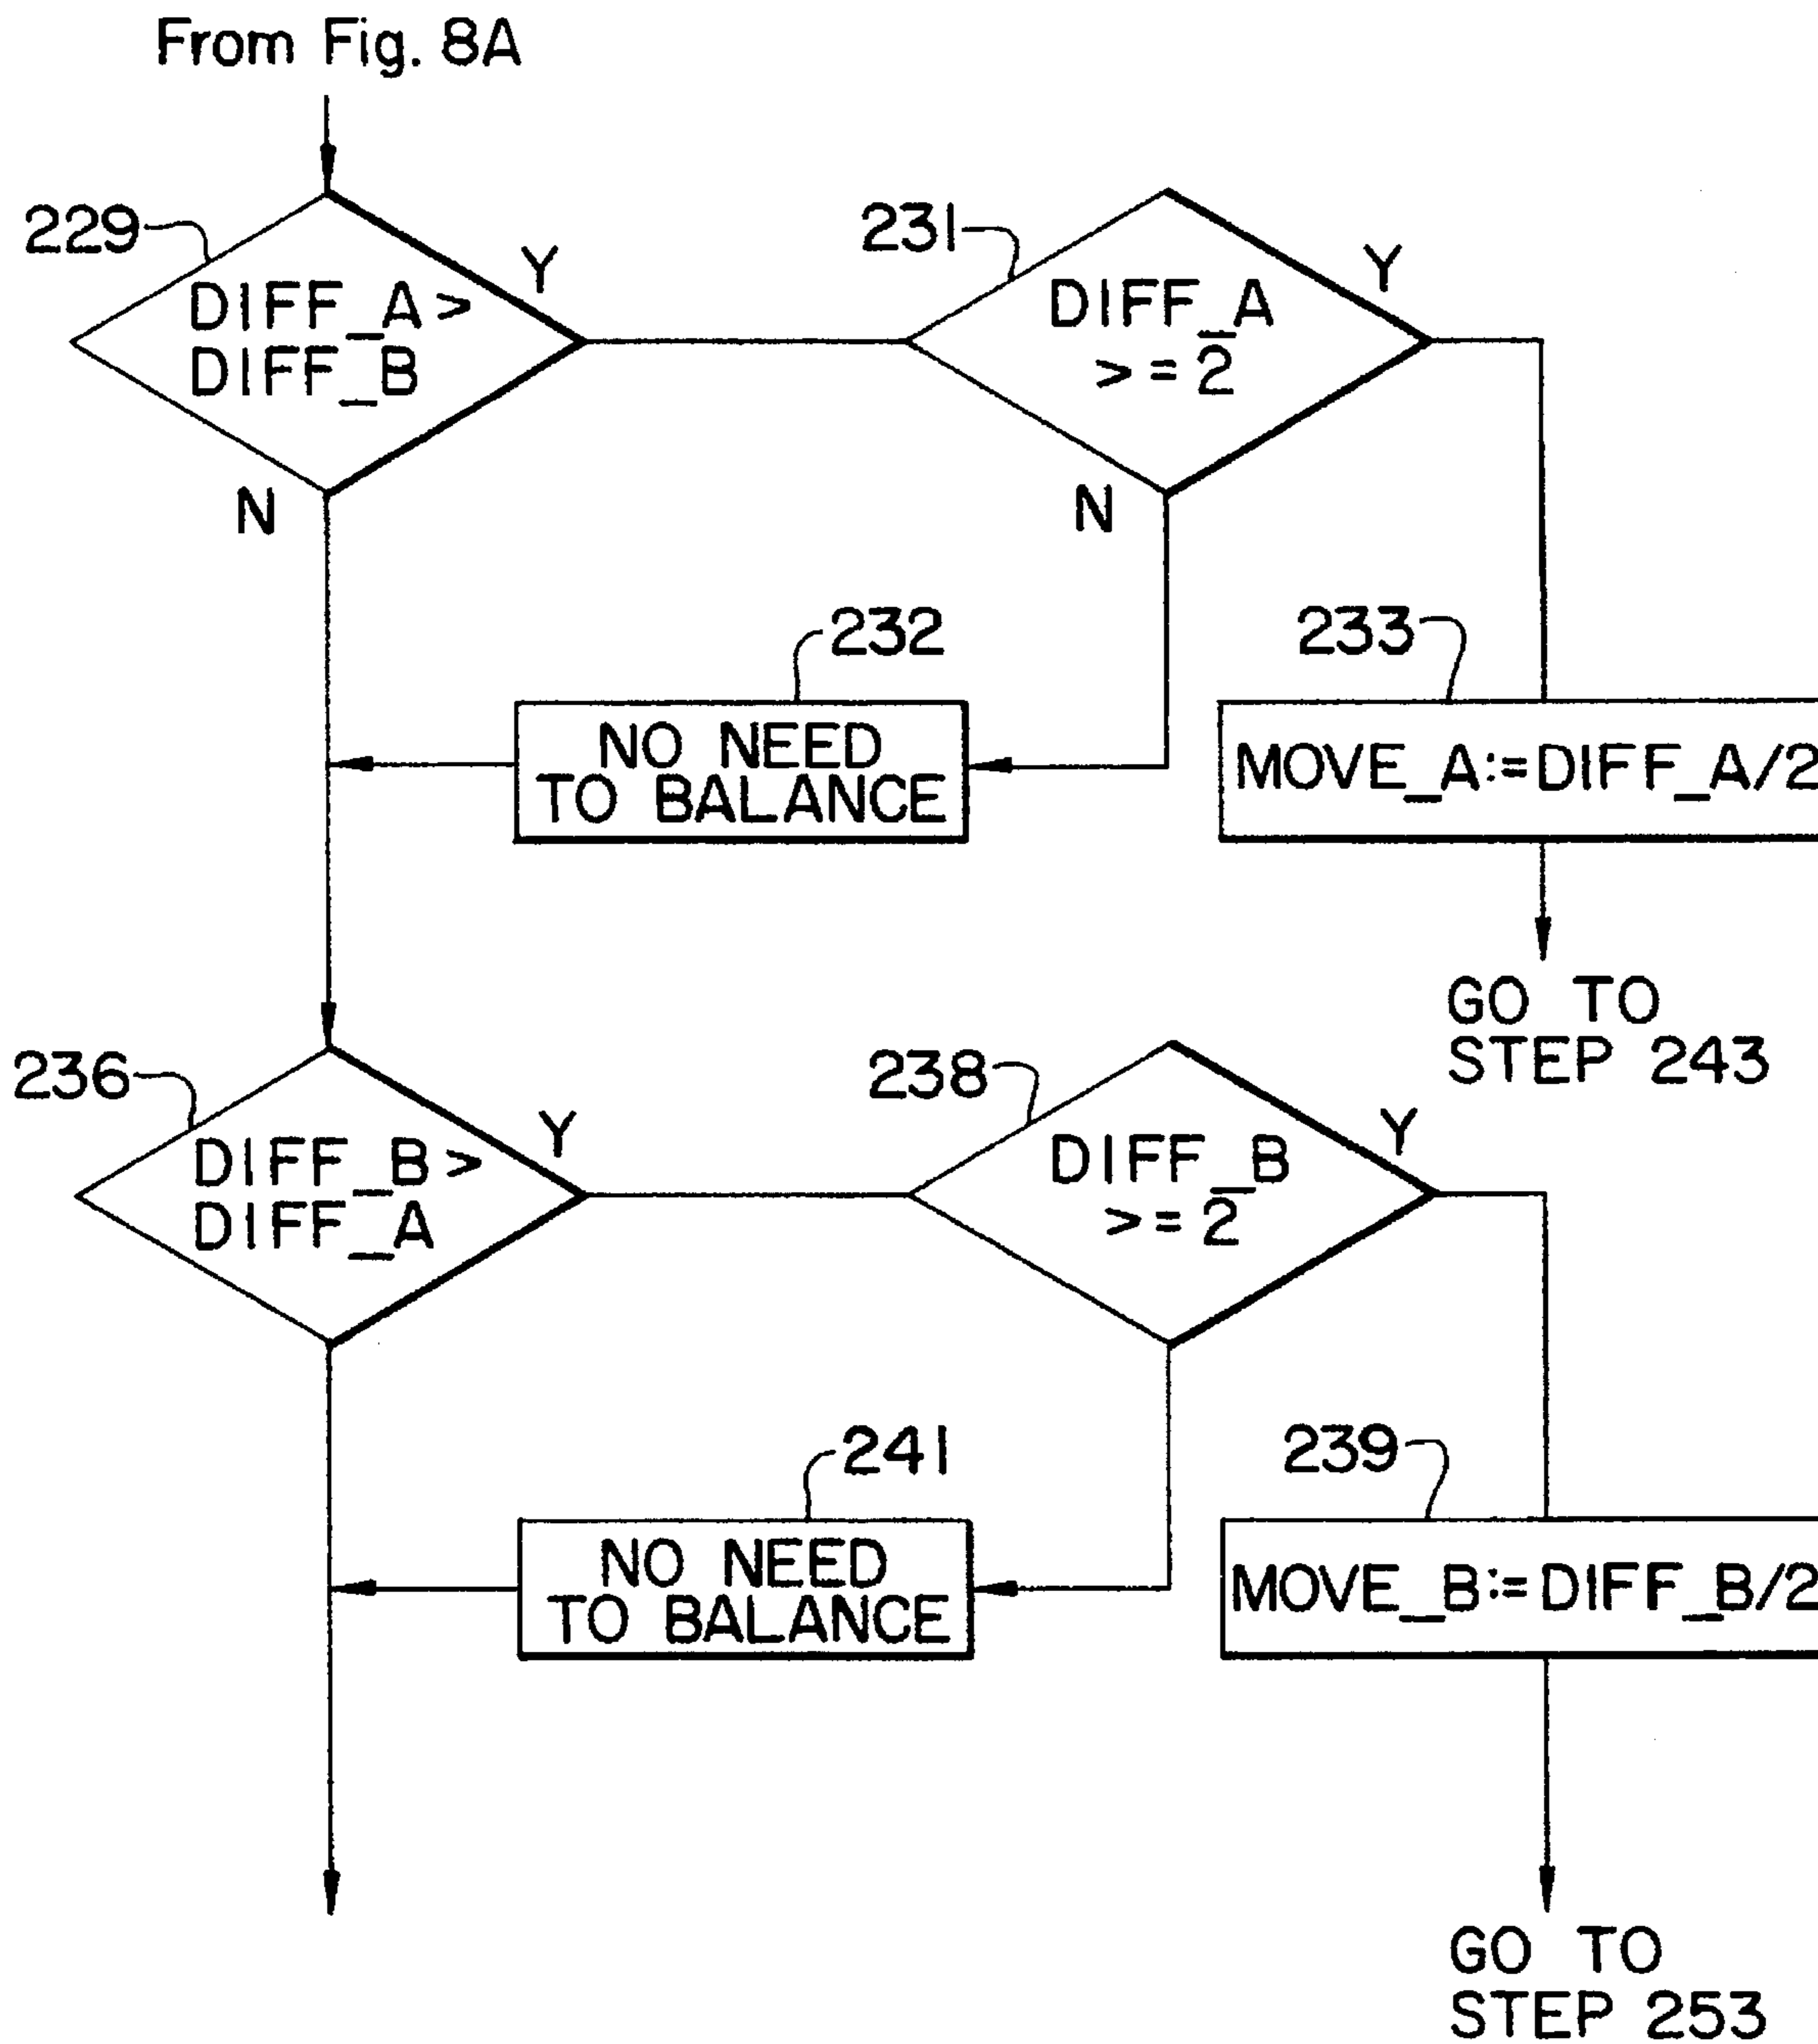 From Fig. 8A
229
DIFF_A >
DIFF_B
Y
N
231
DIFF_A
>=2
Y
N
232
NO NEED
TO BALANCE
233
MOVE_A:=DIFF_A/2
GO TO
STEP 243
236
DIFF_B >
DIFF_A
Y
238
DIFF_B
>=2
Y
241
NO NEED
TO BALANCE
239
MOVE_B:=DIFF_B/2
GO TO
STEP 253